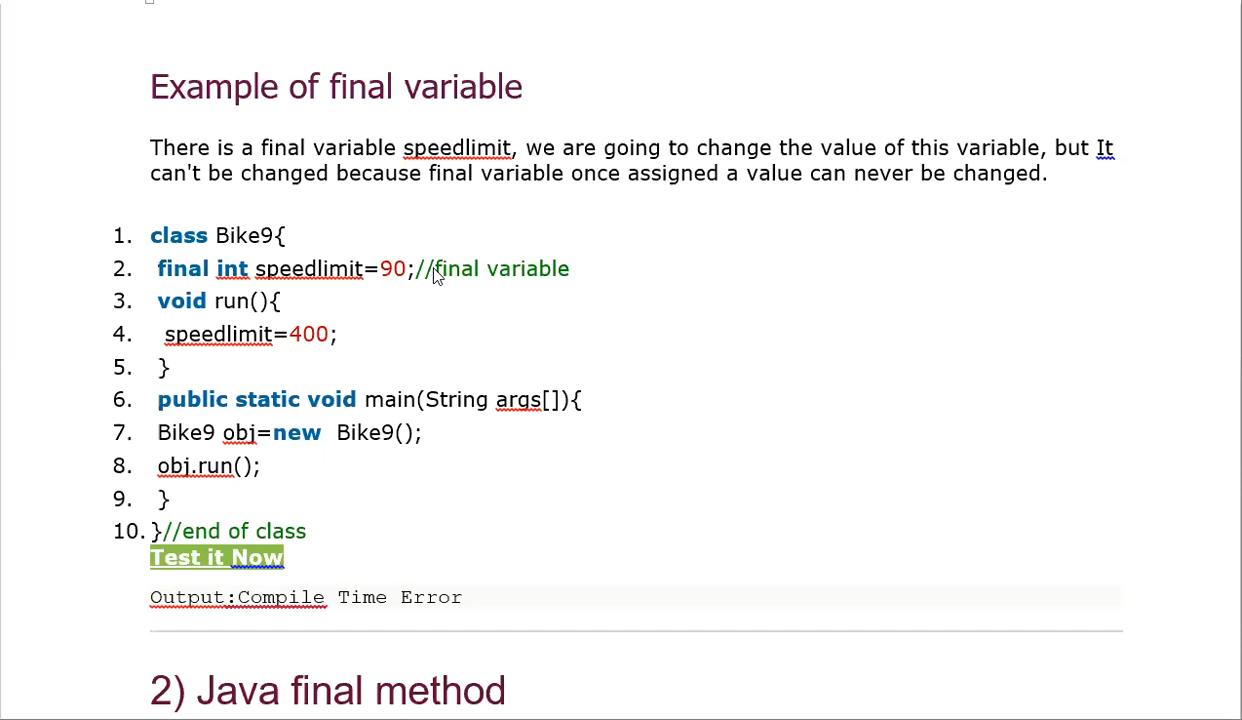 Example of final variable
There is a final variable speedlimit, we are going to change the value of this variable, but It
can't be changed because final variable once assigned a value can never be changed.
1. class Bike9{
2. final int speedlimit=90;//final variable
3. void run(){
4. speedlimit=400;
5. }
6. public static void main(String args[]){
7. Bike9 obj=new  Bike9();
8. obj.run();
9. }
10. }//end of class
Test it Now
Output:Compile Time Error
2) Java final method